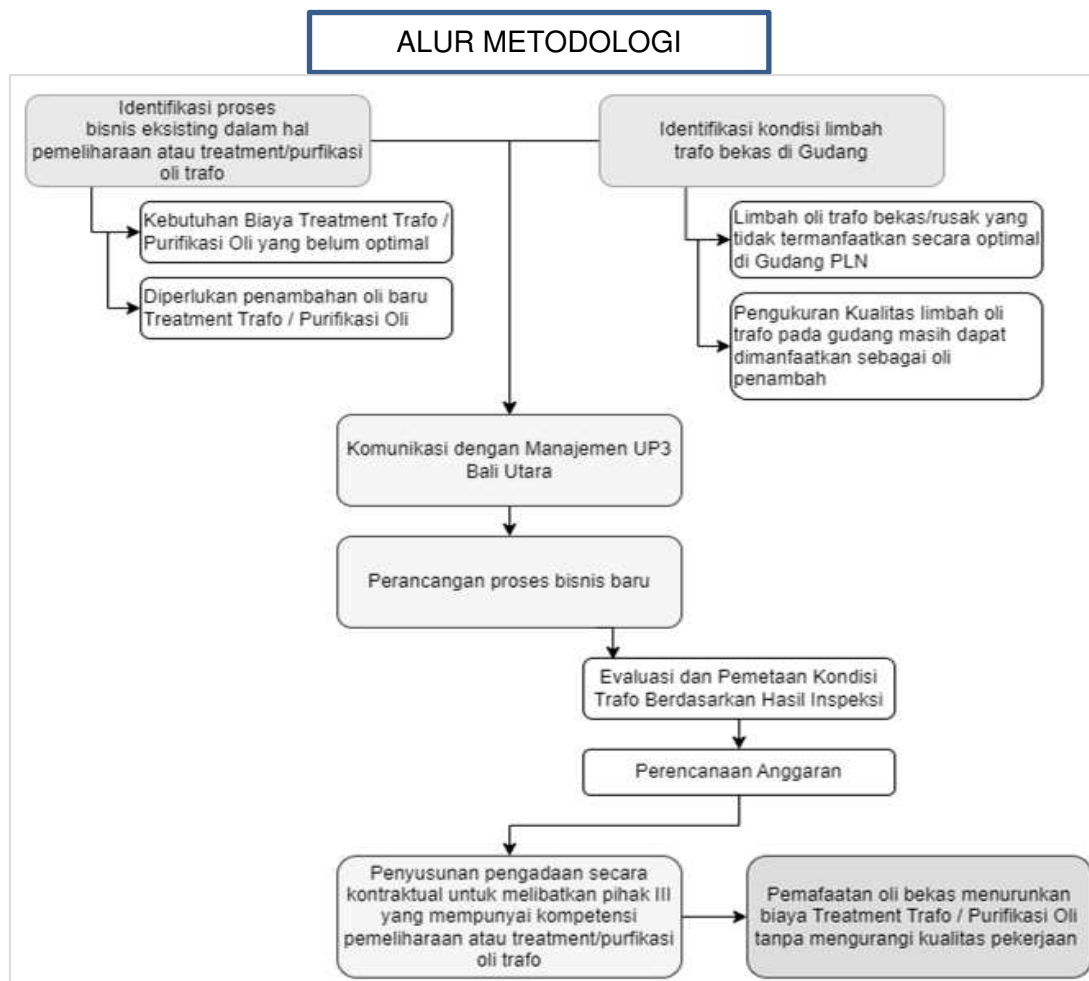 ALUR METODOLOGI
Identifikasi proses
bisnis eksisting dalam hal
pemeliharaan atau treatment/purfikasi
oli trafo
Identifikasi kondisi limbah
trafo bekas di Gudang
Kebutuhan Biaya Treatment Trafo /
Purifikasi Oli yang belum optimal
Diperlukan penambahan oli baru
Treatment Trafo / Purifikasi Oli
Limbah oli trafo bekas/rusak yang
tidak termanfaatkan secara optimal
di Gudang PLN
Pengukuran Kualitas limbah oli
trafo pada gudang masih dapat
dimanfaatkan sebagai oli
penambah
Komunikasi dengan Manajemen UP3
Bali Utara
Perancangan proses bisnis baru
Evaluasi dan Pemetaan Kondisi
Trafo Berdasarkan Hasil Inspeksi
Perencanaan Anggaran
Penyusunan pengadaan secara
kontraktual untuk melibatkan pihak III
yang mempunyai kompetensi
pemeliharaan atau treatment/purfikasi
oli trafo
Pemafaatan oli bekas menurunkan
biaya Treatment Trafo / Purifikasi Oli
tanpa mengurangi kualitas pekerjaan